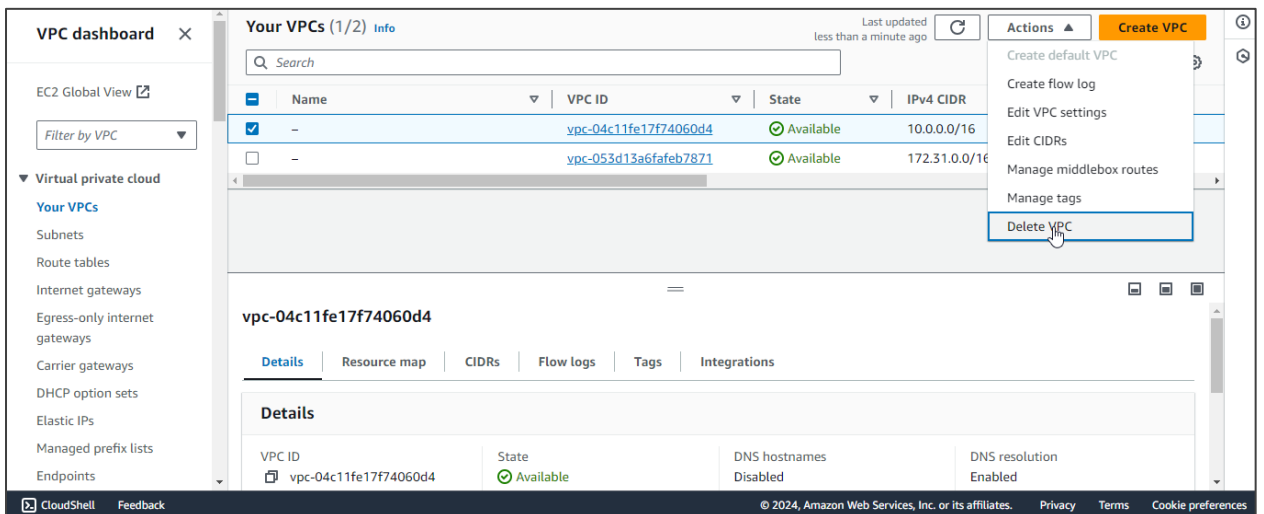 VPC dashboard
EC2 Global View
Filter by VPC
Virtual private cloud
Your VPCs
Subnets
Route tables
Internet gateways
Egress-only internet
gateways
Carrier gateways
DHCP option sets
Elastic IPs
Managed prefix lists
Endpoints
Your VPCs (1/2) Info
Last updated
less than a minute ago
Actions
Create VPC
Search
Create default VPC
Create flow log
Edit VPC settings
Edit CIDRs
Manage middlebox routes
Manage tags
Delete VPC
Name VPC ID State IPv4 CIDR
– vpc-04c11fe17f74060d4 Available 10.0.0.0/16
– vpc-053d13a6fafeb7871 Available 172.31.0.0/16
vpc-04c11fe17f74060d4
Details Resource map CIDRs Flow logs Tags Integrations
Details
VPC ID State DNS hostnames DNS resolution
vpc-04c11fe17f74060d4 Available Disabled Enabled
CloudShell Feedback © 2024, Amazon Web Services, Inc. or its affiliates. Privacy Terms Cookie preferences